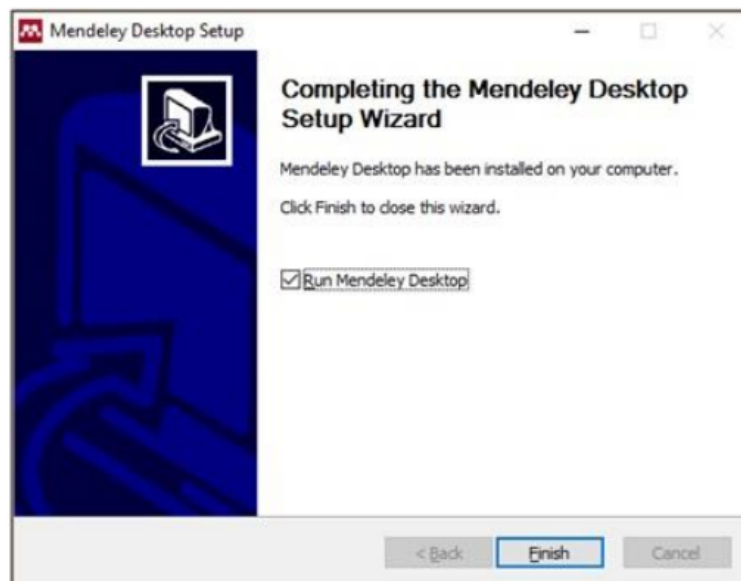 Mendeley Desktop Setup
Completing the Mendeley Desktop
Setup Wizard
Mendeley Desktop has been installed on your computer.
Click Finish to close this wizard.
Run Mendeley Desktop
< Back Finish Cancel